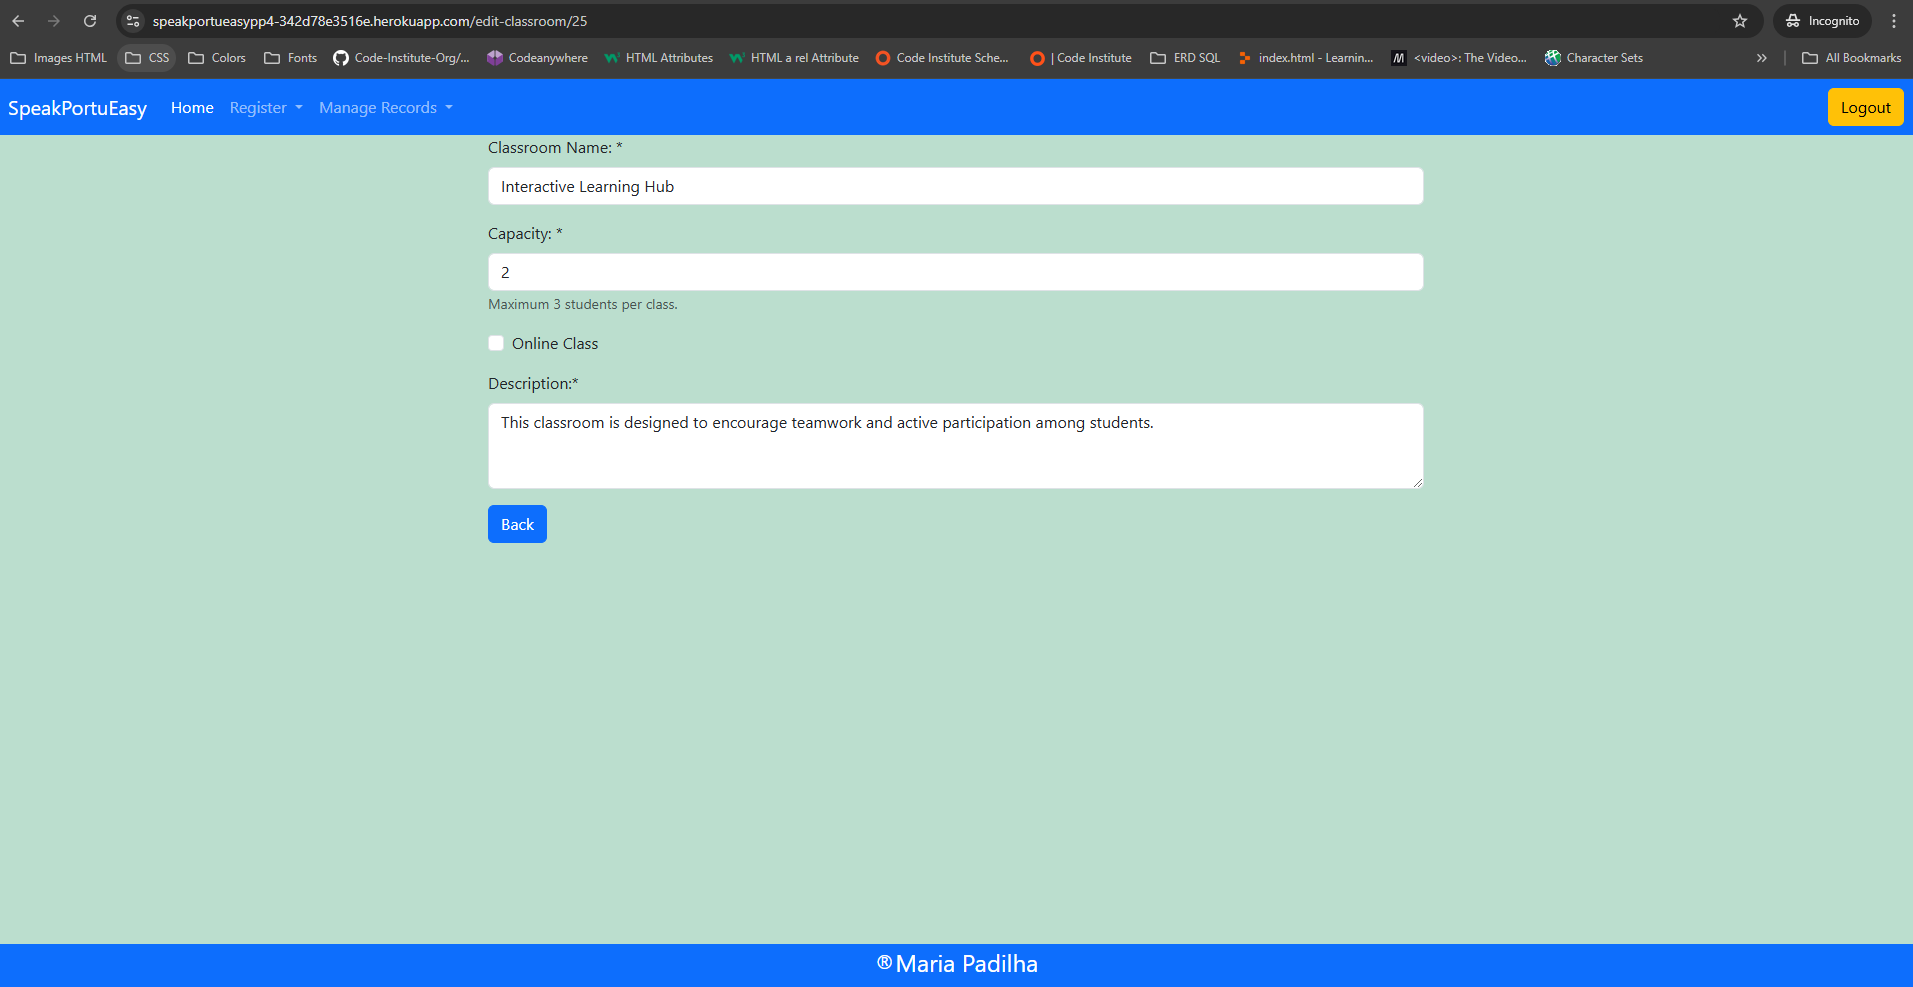 speakportueasypp4-342d78e3516e.herokuapp.com/edit-classroom/25
Incognito
Images HTML
CSS
Colors
Fonts
Code-Institute-Org/...
Codeanywhere
HTML Attributes
HTML a rel Attribute
Code Institute Sche...
| Code Institute
ERD SQL
index.html - Learnin...
<video>: The Video...
Character Sets
»
All Bookmarks
SpeakPortuEasy
Home
Register
Manage Records
Logout
Classroom Name: *
Interactive Learning Hub
Capacity: *
2
Maximum 3 students per class.
Online Class
Description:*
This classroom is designed to encourage teamwork and active participation among students.
Back
®Maria Padilha